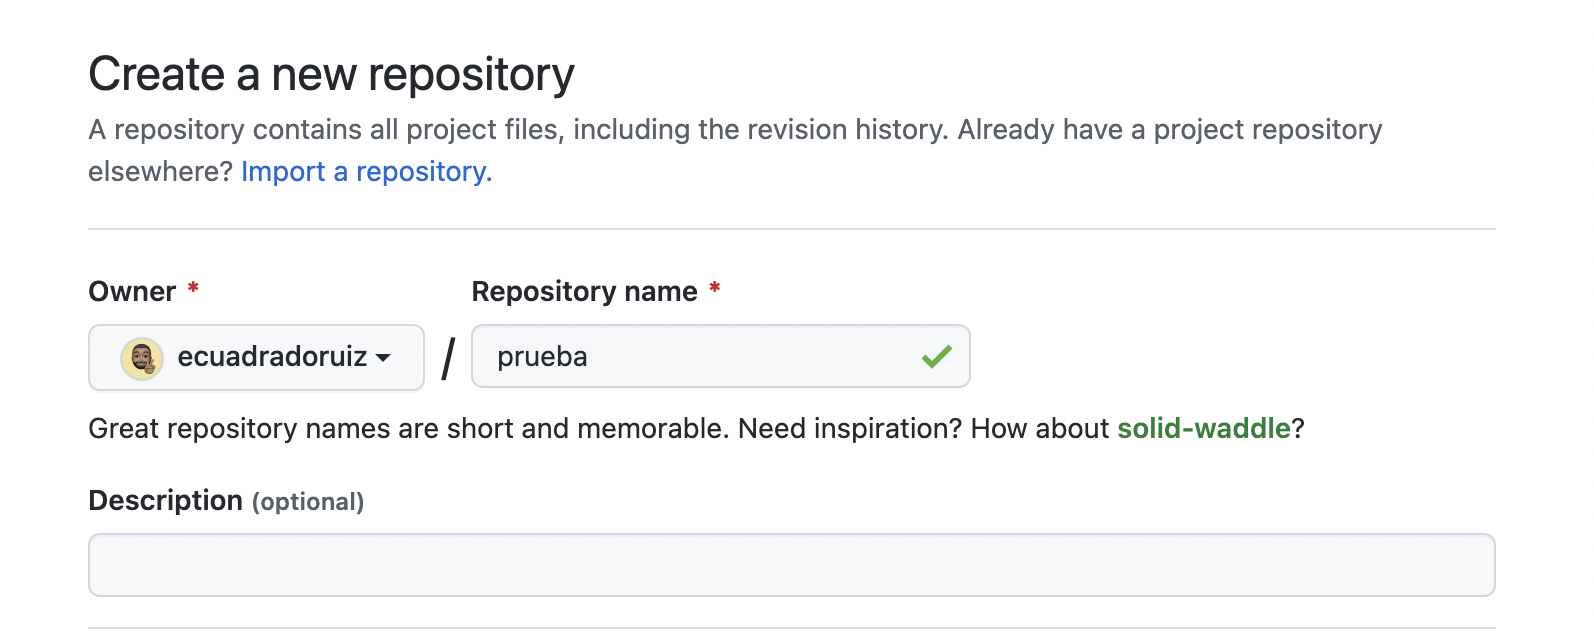 Create a new repository
A repository contains all project files, including the revision history. Already have a project repository
elsewhere? Import a repository.
Owner * Repository name *
ecuadradoruiz / prueba
Great repository names are short and memorable. Need inspiration? How about solid-waddle?
Description (optional)